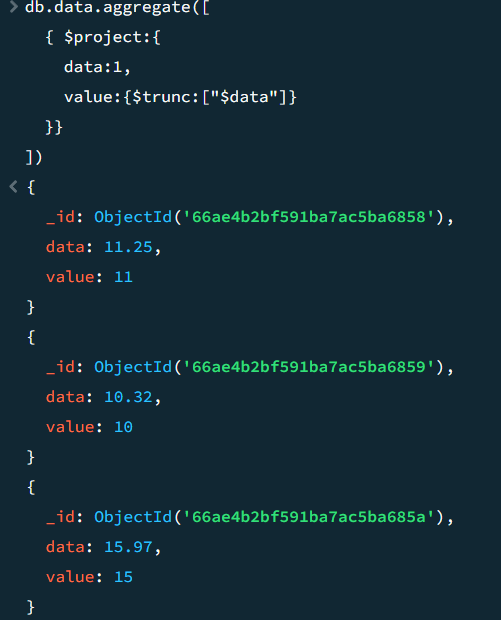 > db.data.aggregate([
{ $project:{
data:1,
value:{$trunc:["$data"]}
}}
])
< {
_id: ObjectId('66ae4b2bf591ba7ac5ba6858'),
data: 11.25,
value: 11
}
{
_id: ObjectId('66ae4b2bf591ba7ac5ba6859'),
data: 10.32,
value: 10
}
{
_id: ObjectId('66ae4b2bf591ba7ac5ba685a'),
data: 15.97,
value: 15
}